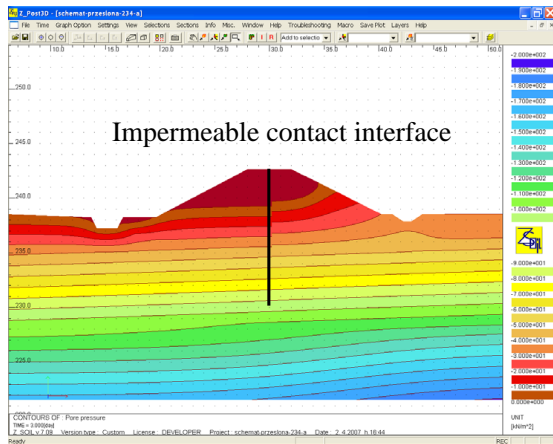 Z_Post3D - [schemat-przeslona-234-a]
File Time Graph Option Settings View Selections Sections Info Misc. Window Help Troubleshooting Macro Save Plot Layers Help
Add to selectio
10.0 20.0 30.0 40.0 45.0 50.0
250.0
245.0
240.0
235.0
230.0
225.0
Impermeable contact interface
-2.000e+002
-1.900e+002
-1.800e+002
-1.700e+002
-1.600e+002
-1.500e+002
-1.400e+002
-1.300e+002
-1.200e+002
-1.100e+002
-1.000e+002
-9.000e+001
-8.000e+001
-7.000e+001
-6.000e+001
-5.000e+001
-4.000e+001
-3.000e+001
-2.000e+001
-1.000e+001
0.000e+000
UNIT
[kN/m^2]
CONTOURS OF : Pore pressure
TIME = 3.000[day]
Z_SOIL v.7.09 Version type : Custom License : DEVELOPER Project : schemat-przeslona-234-a Date : 2.4.2007 h.16:44
Ready
REC